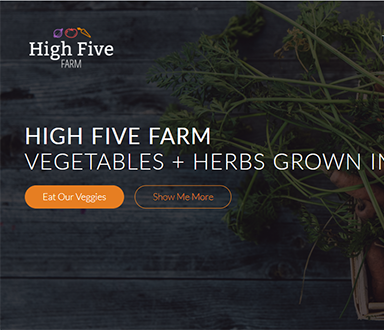 High Five
FARM
HIGH FIVE FARM
VEGETABLES + HERBS GROWN IN
Eat Our Veggies
Show Me More